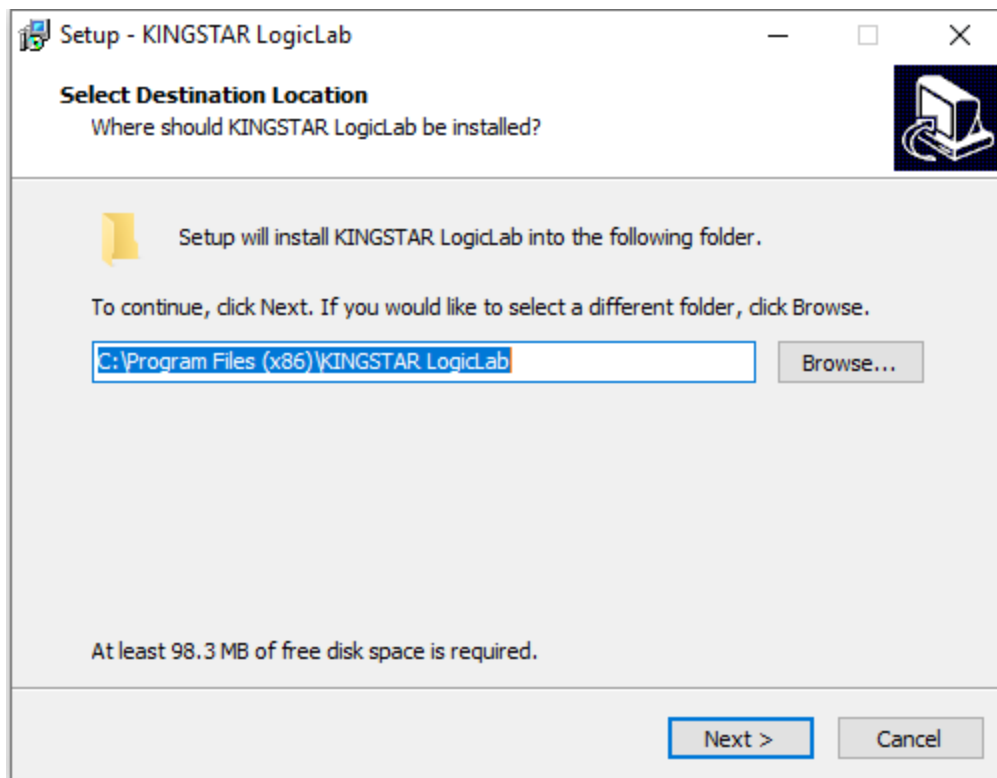 Setup - KINGSTAR LogicLab
Select Destination Location
Where should KINGSTAR LogicLab be installed?
Setup will install KINGSTAR LogicLab into the following folder.
To continue, click Next. If you would like to select a different folder, click Browse.
C:\Program Files (x86)\KINGSTAR LogicLab
Browse...
At least 98.3 MB of free disk space is required.
Next >
Cancel